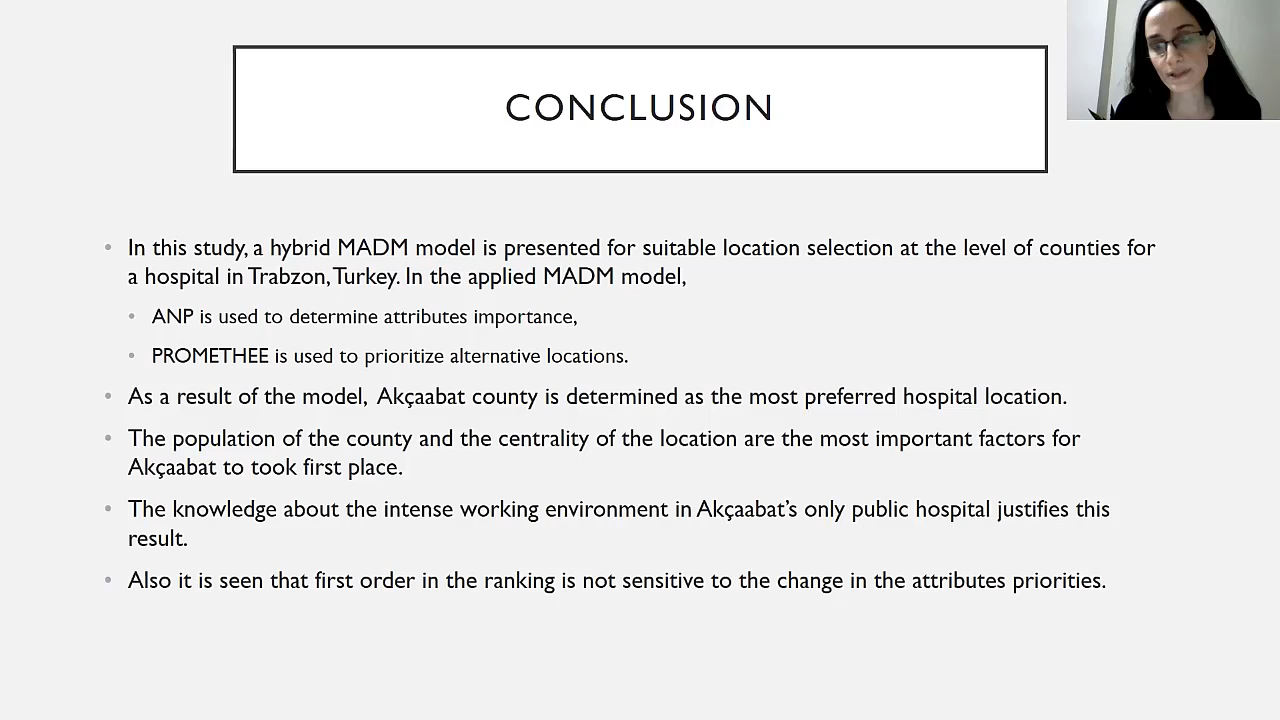 CONCLUSION
• In this study, a hybrid MADM model is presented for suitable location selection at the level of counties for
a hospital in Trabzon, Turkey. In the applied MADM model,
• ANP is used to determine attributes importance,
• PROMETHEE is used to prioritize alternative locations.
• As a result of the model, Akçaabat county is determined as the most preferred hospital location.
• The population of the county and the centrality of the location are the most important factors for
Akçaabat to took first place.
• The knowledge about the intense working environment in Akçaabat’s only public hospital justifies this
result.
• Also it is seen that first order in the ranking is not sensitive to the change in the attributes priorities.